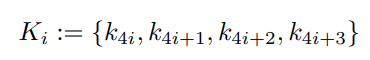 K_i := {k_{4i}, k_{4i+1}, k_{4i+2}, k_{4i+3}}